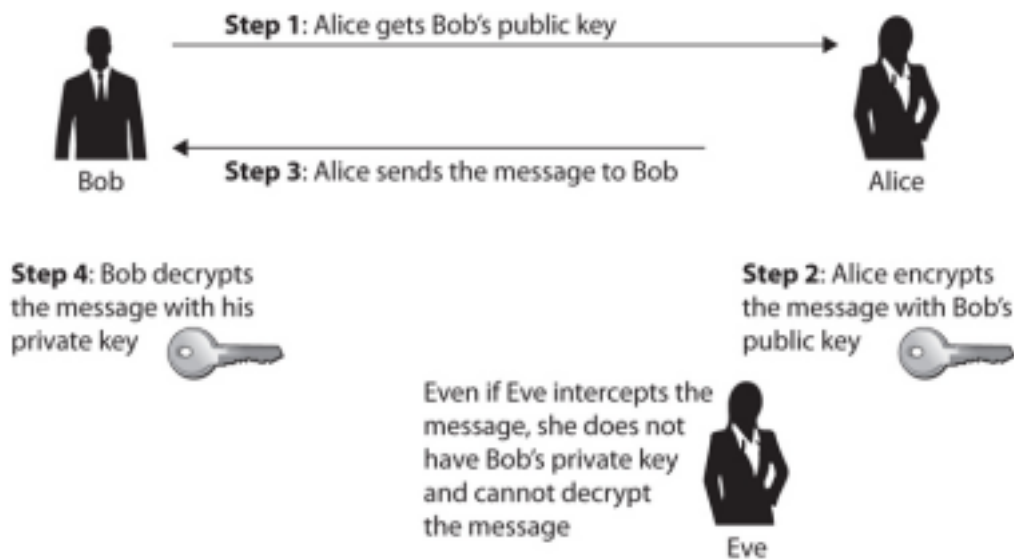 Step 1: Alice gets Bob's public key
Step 3: Alice sends the message to Bob
Bob
Alice
Step 4: Bob decrypts
the message with his
private key
Step 2: Alice encrypts
the message with Bob's
public key
Even if Eve intercepts the
message, she does not
have Bob's private key
and cannot decrypt
the message
Eve